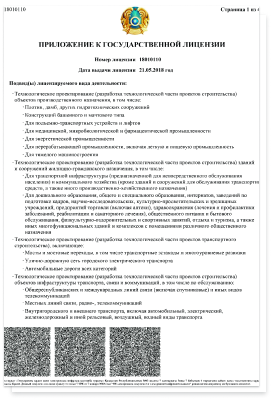 18010110
Страница 1 из
ПРИЛОЖЕНИЕ К ГОСУДАРСТВЕННОЙ ЛИЦЕНЗИИ
Номер лицензии 18010110
Дата выдачи лицензии 21.05.2018 год
Подвид(ы) лицензируемого вида деятельности:
- Технологическое проектирование (разработка технологической части проектов строительства)
объектов производственного назначения, в том числе:
- Плотин, дамб, других гидротехнических сооружений
- Конструкций башенного и мачтового типа
- Для подъемно-транспортных устройств и лифтов
- Для медицинской, микробиологической и фармацевтической промышленности
- Для энергетической промышленности
- Для перерабатывающей промышленности, включая легкую и пищевую промышленность
- Для тяжелого машиностроения
- Технологическое проектирование (разработка технологической части проектов строительства) зданий
и сооружений жилищно-гражданского назначения, в том числе:
- Для транспортной инфраструктуры (предназначенной для непосредственного обслуживания
населения) и коммунального хозяйства (кроме зданий и сооружений для обслуживания транспортных
средств, а также иного производственно-хозяйственного назначения)
- Для дошкольного образования, общего и специального образования, интернатов, заведений по
подготовке кадров, научно-исследовательских, культурно-просветительских и зрелищных
учреждений, предприятий торговли (включая аптеки), здравоохранения (лечения и профилактики
заболеваний, реабилитации и санаторного лечения), общественного питания и бытового
обслуживания, физкультурно-оздоровительных и спортивных занятий, отдыха и туризма, а также
иных многофункциональных зданий и комплексов с помещениями различного общественного
назначения
- Технологическое проектирование (разработка технологической части проектов транспортного
строительства), включающее:
- Мосты и мостовые переходы, в том числе транспортные эстакады и многоуровневые развязки
- Улично-дорожную сеть городского электрического транспорта
- Автомобильные дороги всех категорий
- Технологическое проектирование (разработка технологической части проектов строительства)
объектов инфраструктуры транспорта, связи и коммуникаций, в том числе по обслуживанию:
- Общереспубликанских и международных линий связи (включая спутниковые) и иных видов
телекоммуникаций
- Местных линий связи, радио-, телекоммуникаций
- Внутригородского и внешнего транспорта, включая автомобильный, электрический,
железнодорожный и иной рельсовый, воздушный, водный виды транспорта